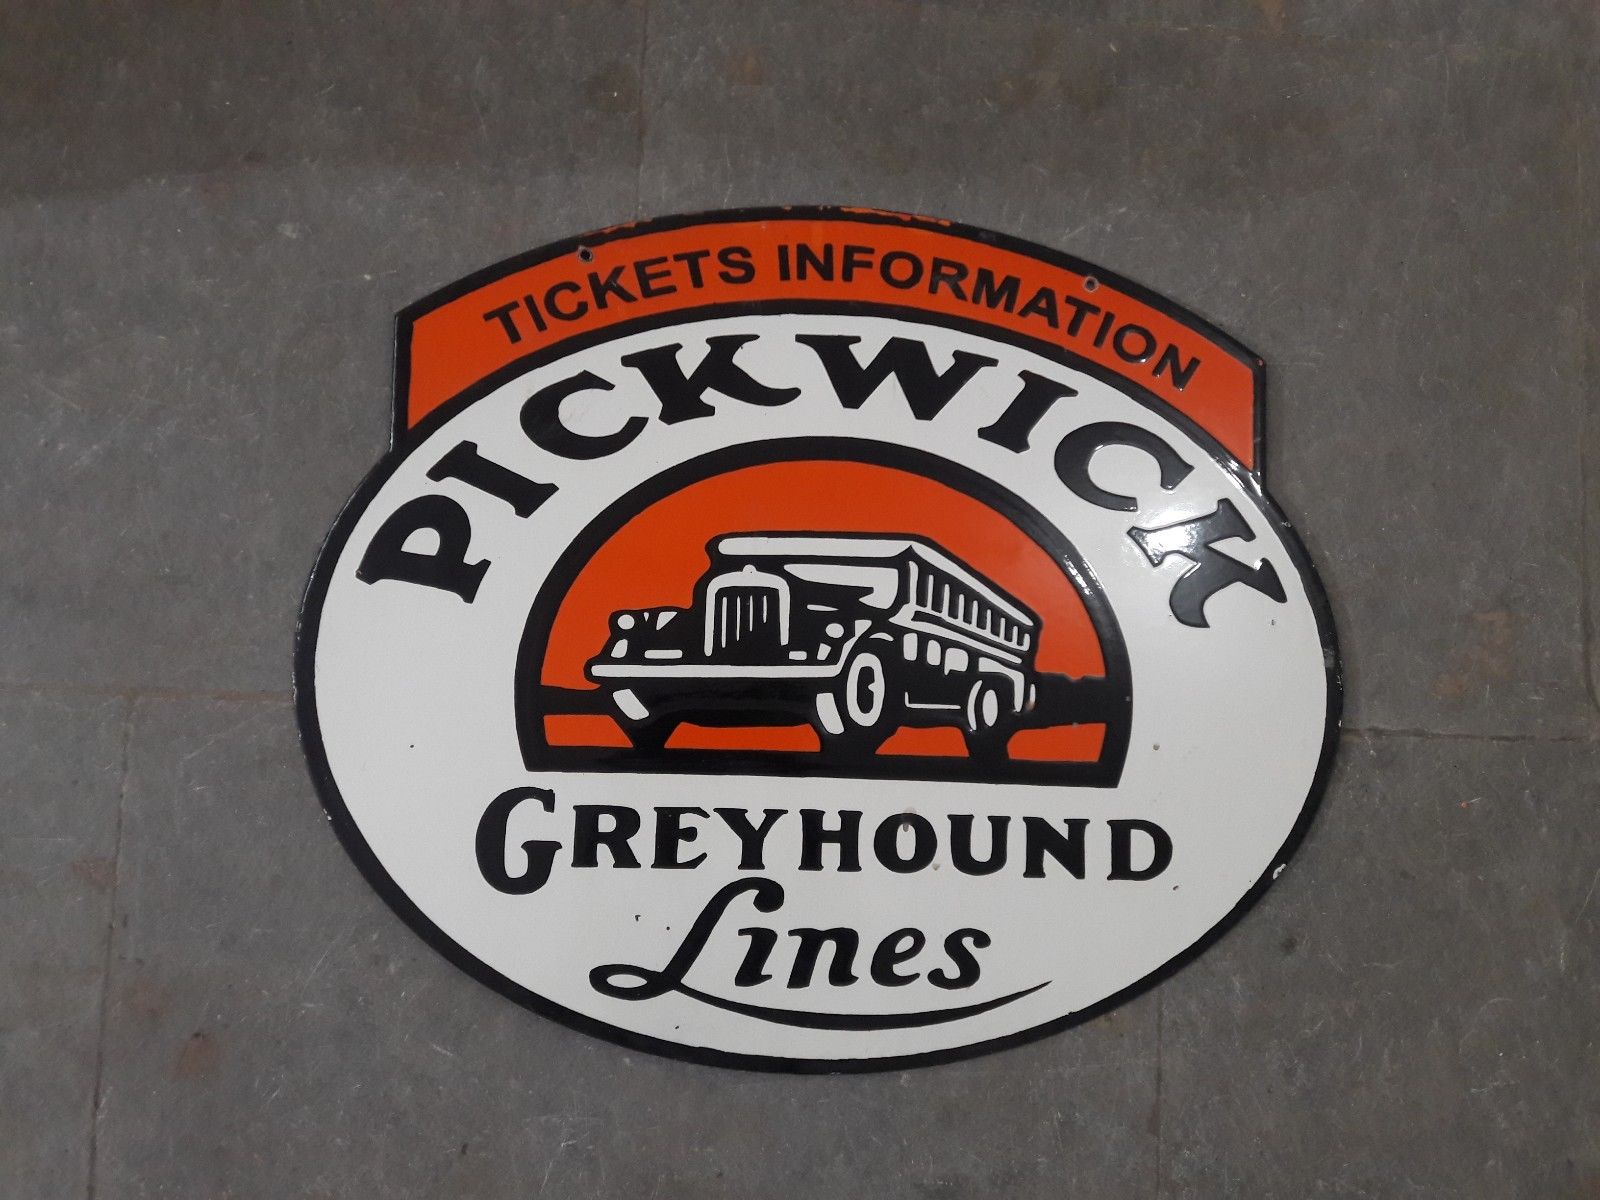 TICKETS INFORMATION
PICKWICK
GREYHOUND
Lines